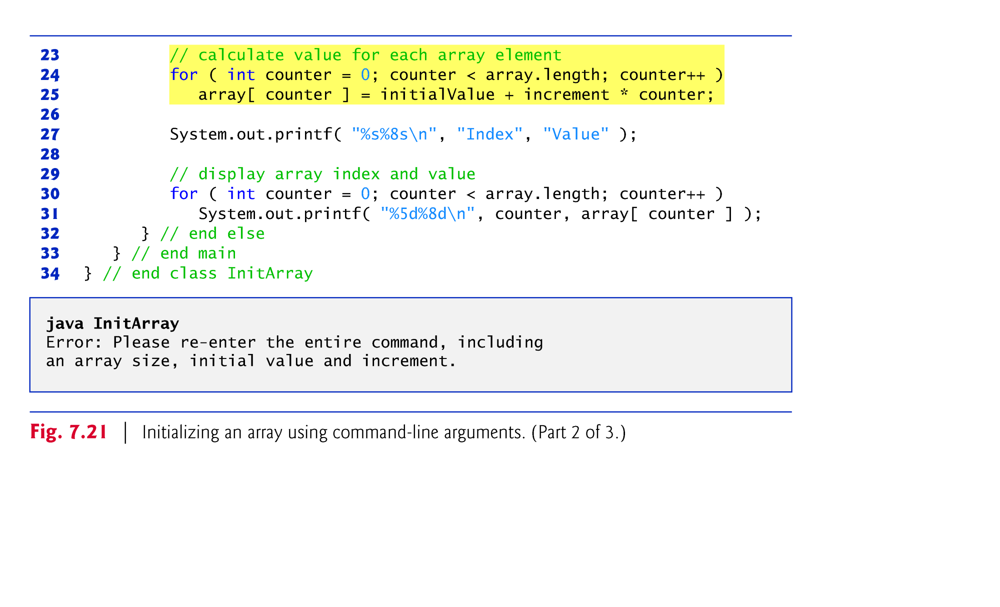 23 // calculate value for each array element
24 for ( int counter = 0; counter < array.length; counter++ )
25 array[ counter ] = initialValue + increment * counter;
26
27 System.out.printf( "%s%8s\n", "Index", "Value" );
28
29 // display array index and value
30 for ( int counter = 0; counter < array.length; counter++ )
31 System.out.printf( "%5d%8d\n", counter, array[ counter ] );
32 } // end else
33 } // end main
34 } // end class InitArray
java InitArray
Error: Please re-enter the entire command, including
an array size, initial value and increment.
Fig. 7.21 | Initializing an array using command-line arguments. (Part 2 of 3.)